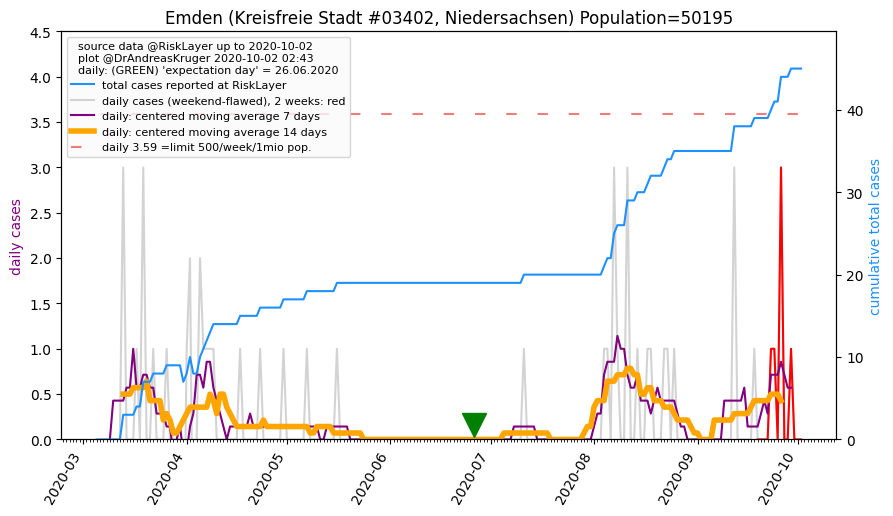 Emden (Kreisfreie Stadt #03402, Niedersachsen) Population=50195
source data @RiskLayer up to 2020-10-02
plot @DrAndreasKruger 2020-10-02 02:43
daily: (GREEN) 'expectation day' = 26.06.2020
total cases reported at RiskLayer
daily cases (weekend-flawed), 2 weeks: red
daily: centered moving average 7 days
daily: centered moving average 14 days
daily 3.59 =limit 500/week/1mio pop.
daily cases
4.5
4.0
3.5
3.0
2.5
2.0
1.5
1.0
0.5
0.0
cumulative total cases
40
30
20
10
0
2020-03
2020-04
2020-05
2020-06
2020-07
2020-08
2020-09
2020-10